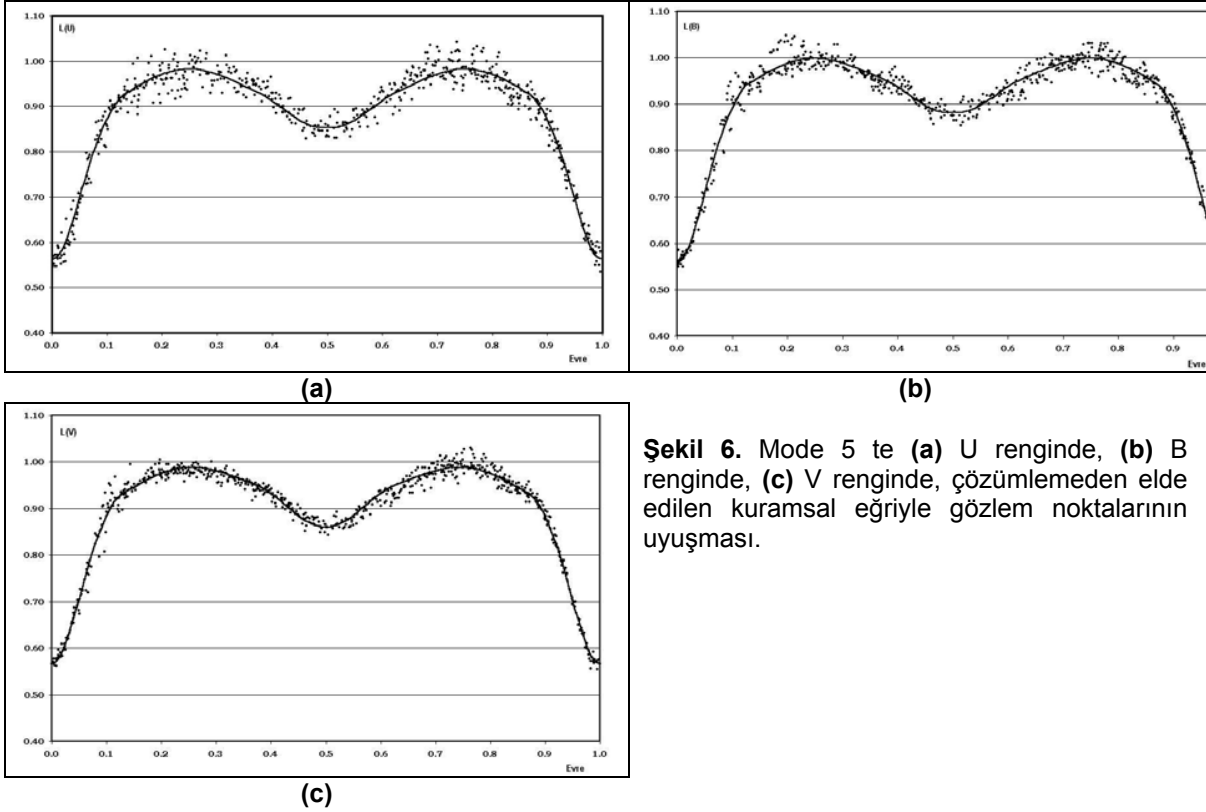 1.10
L(U)
1.00
0.90
0.80
0.70
0.60
0.50
0.40
0.0 0.1 0.2 0.3 0.4 0.5 0.6 0.7 0.8 0.9 1.0
Evre
(a)
1.10
L(B)
1.00
0.90
0.80
0.70
0.60
0.50
0.40
0.0 0.1 0.2 0.3 0.4 0.5 0.6 0.7 0.8 0.9
Evre
(b)
1.10
L(V)
1.00
0.90
0.80
0.70
0.60
0.50
0.40
0.0 0.1 0.2 0.3 0.4 0.5 0.6 0.7 0.8 0.9 1.0
Evre
(c)
Şekil 6. Mode 5 te (a) U renginde, (b) B
renginde, (c) V renginde, çözümlemeden elde
edilen kuramsal eğriyle gözlem noktalarının
uyuşması.